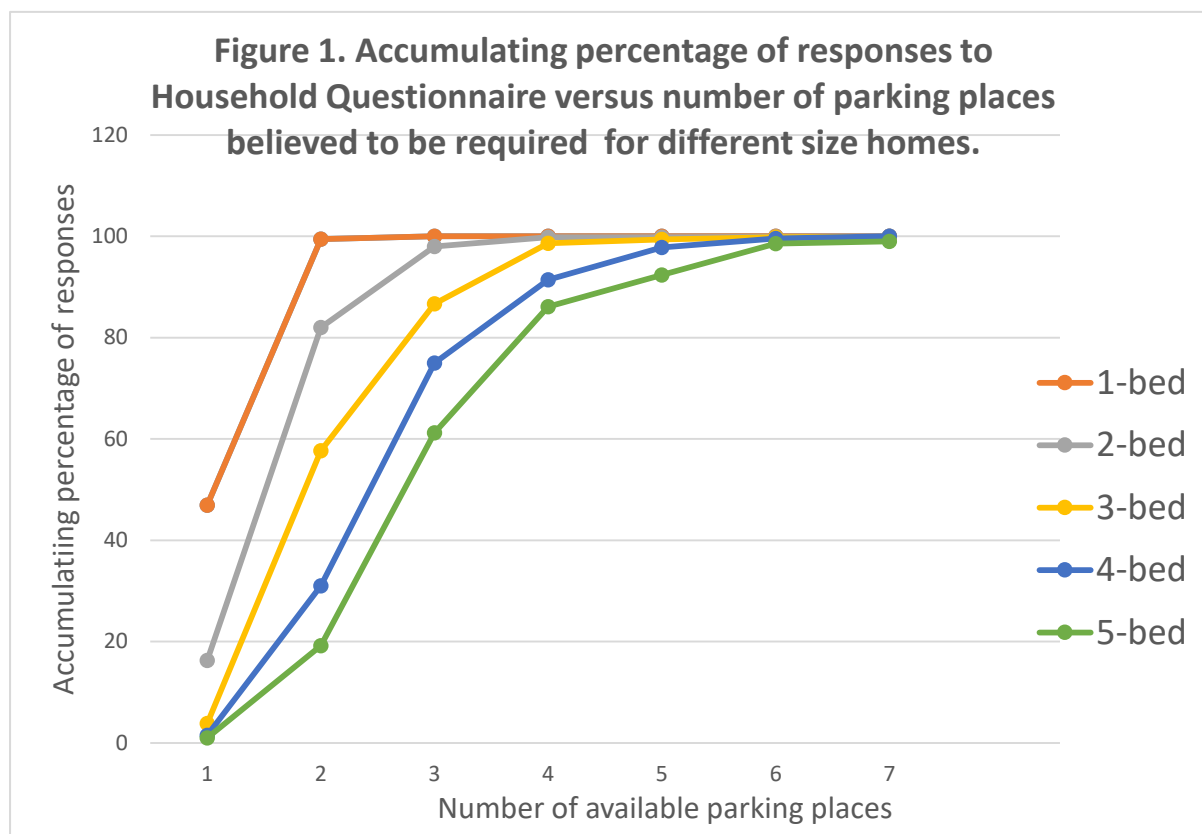 Figure 1. Accumulating percentage of responses to
Household Questionnaire versus number of parking places
believed to be required  for different size homes.
120
100
80
60
40
20
0
Accumulatiing percentage of responses
1 2 3 4 5 6 7
Number of available parking places
1-bed
2-bed
3-bed
4-bed
5-bed